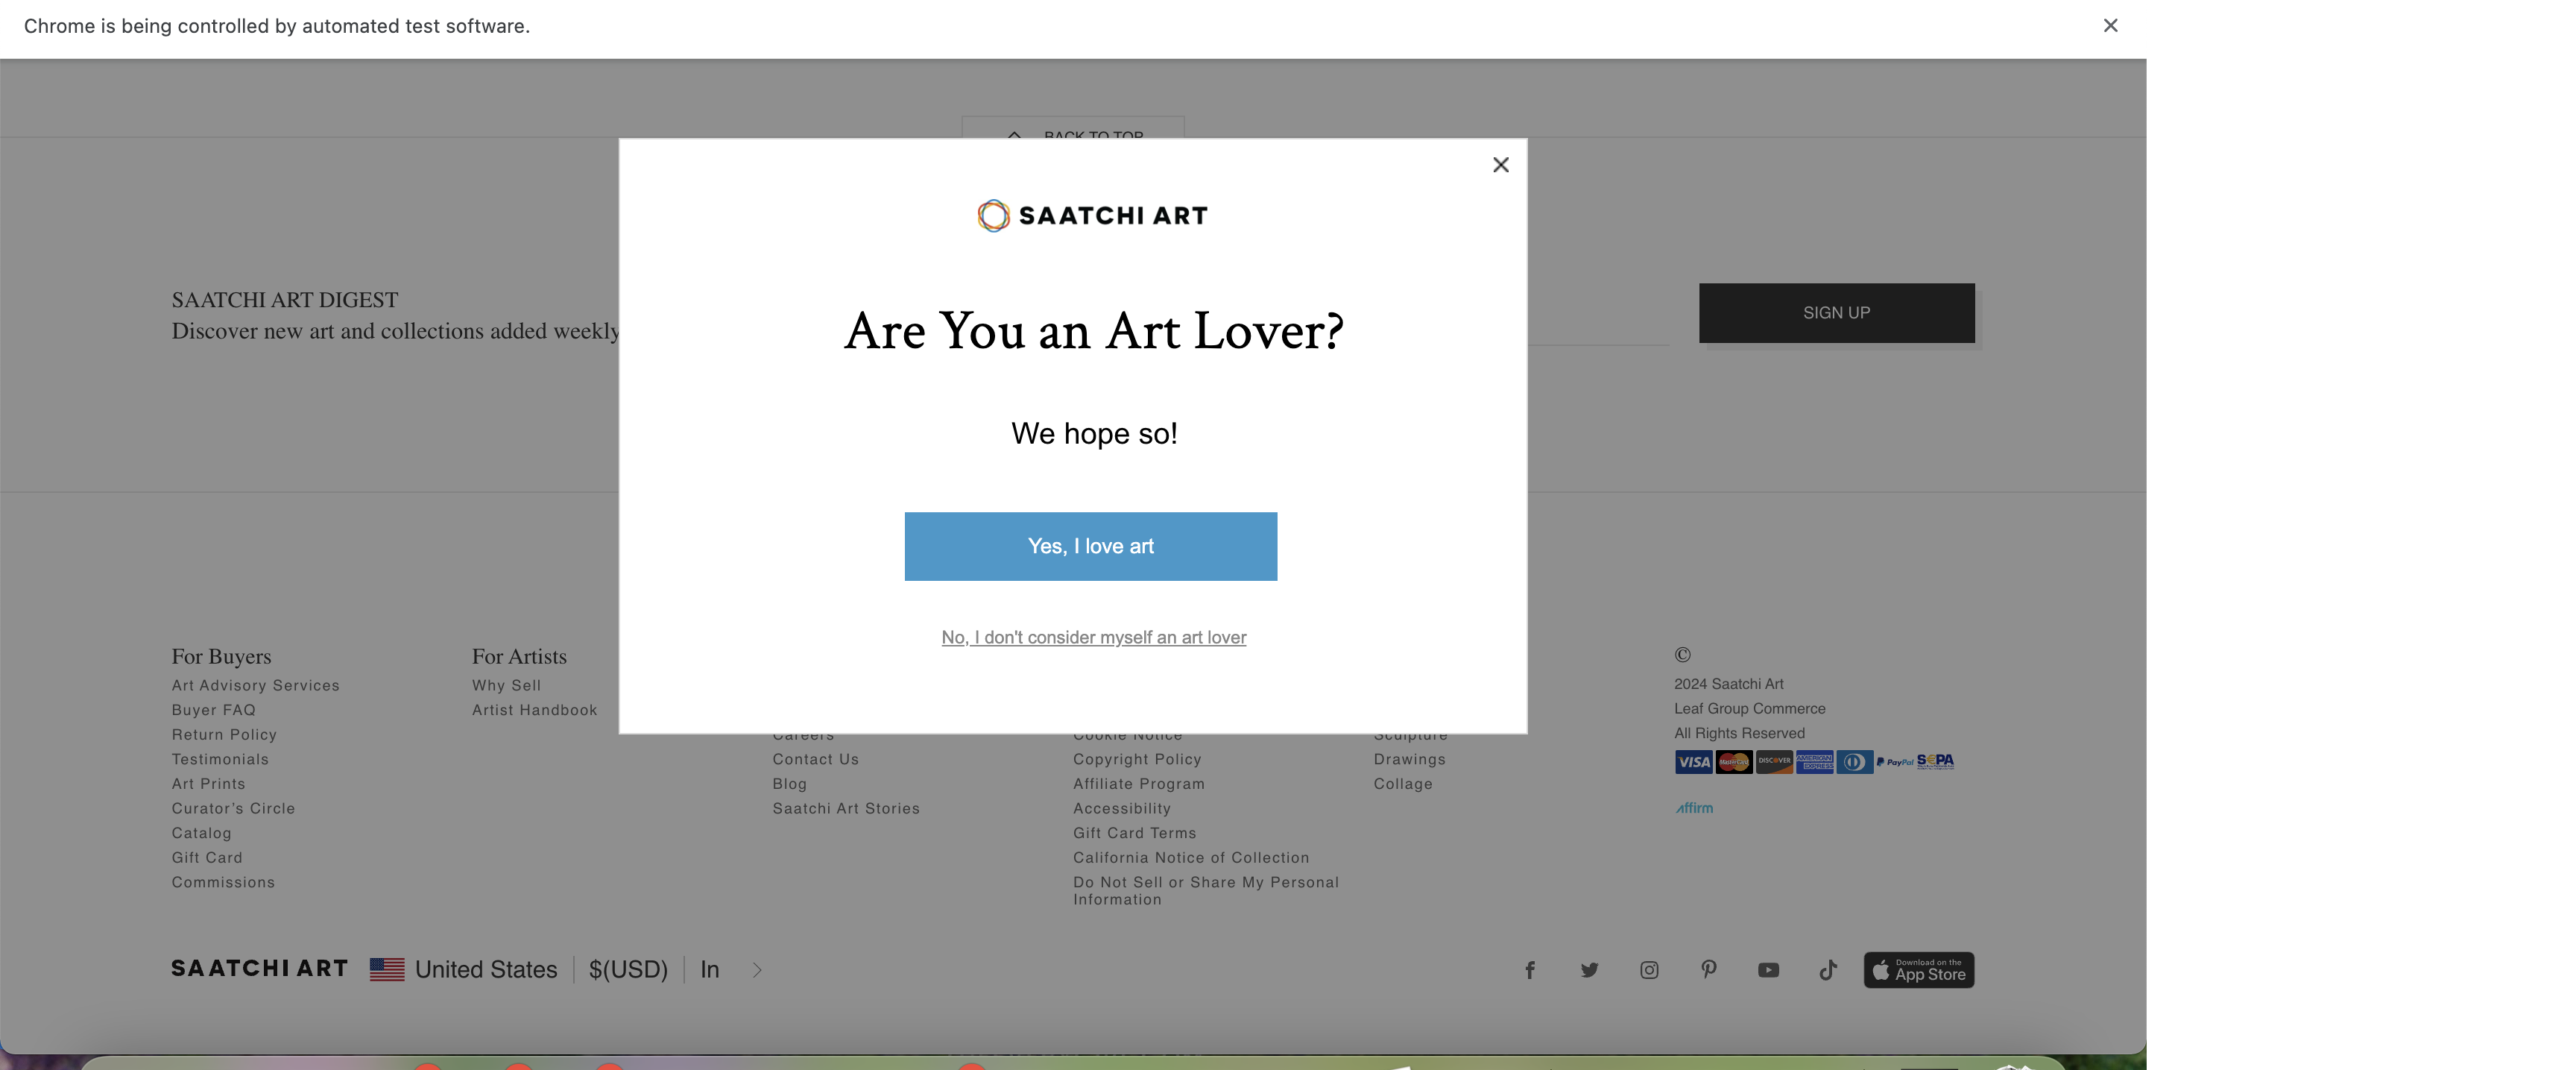 Chrome is being controlled by automated test software.
BACK TO TOP
SAATCHI ART
Are You an Art Lover?
We hope so!
Yes, I love art
No, I don't consider myself an art lover
SAATCHI ART DIGEST
Discover new art and collections added weekly
SIGN UP
For Buyers
Art Advisory Services
Buyer FAQ
Return Policy
Testimonials
Art Prints
Curator’s Circle
Catalog
Gift Card
Commissions
For Artists
Why Sell
Artist Handbook
Careers
Contact Us
Blog
Saatchi Art Stories
Cookie Notice
Copyright Policy
Affiliate Program
Accessibility
Gift Card Terms
California Notice of Collection
Do Not Sell or Share My Personal
Information
Sculpture
Drawings
Collage
©
2024 Saatchi Art
Leaf Group Commerce
All Rights Reserved
VISA MasterCard DISCOVER AMERICAN EXPRESS PayPal SEPA
affirm
SAATCHI ART United States $(USD) In
Download on the
App Store